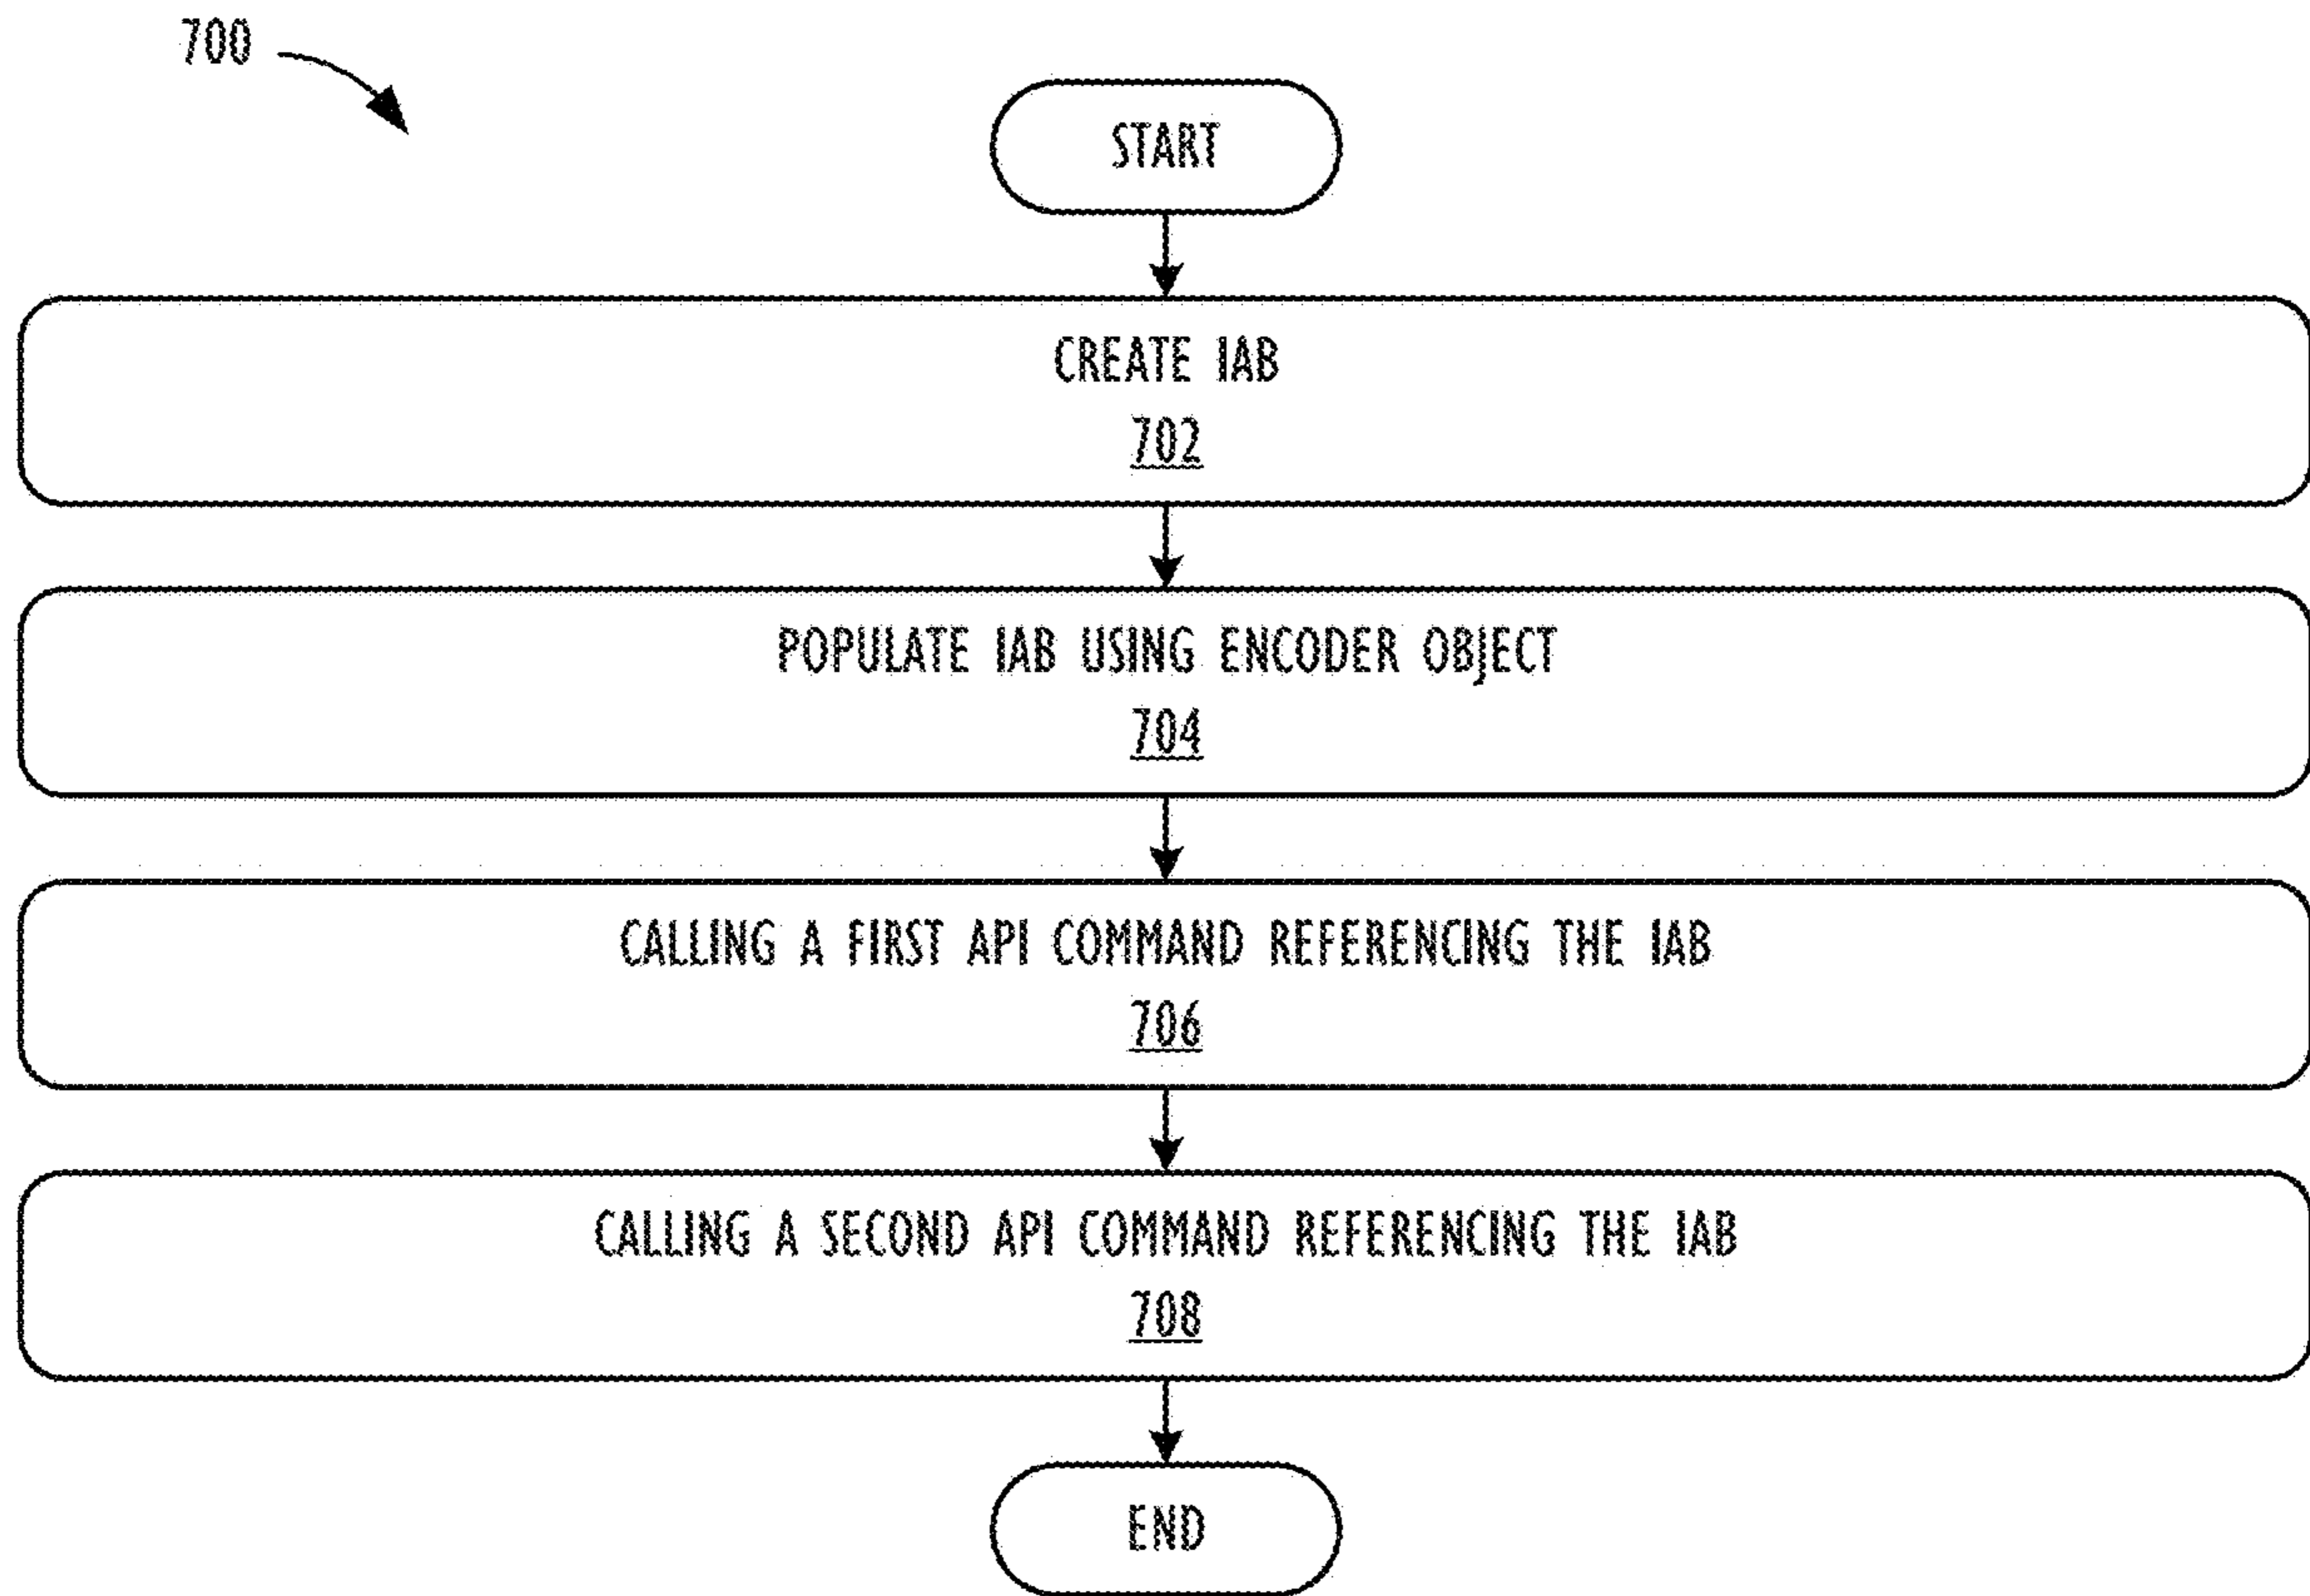 700
START
CREATE IAB
702
POPULATE IAB USING ENCODER OBJECT
704
CALLING A FIRST API COMMAND REFERENCING THE IAB
706
CALLING A SECOND API COMMAND REFERENCING THE IAB
708
END